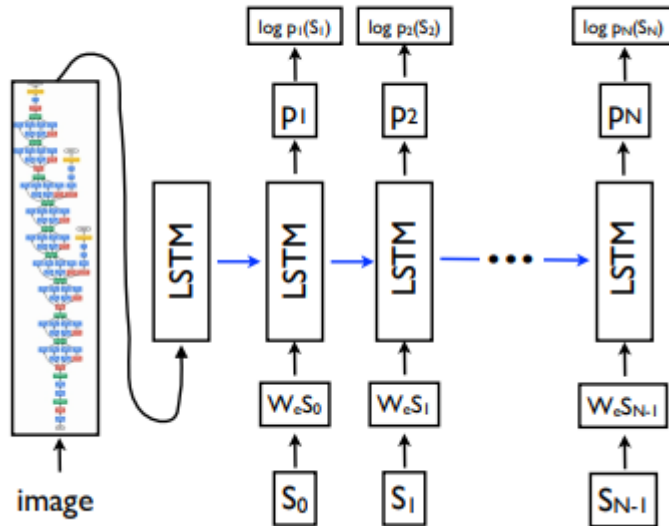 log p₁(S₁) log p₂(S₂) log pN(SN)
p₁ p₂ pN
LSTM LSTM LSTM ••• LSTM
WeS₀ WeS₁ WeSN-1
image S₀ S₁ SN-1